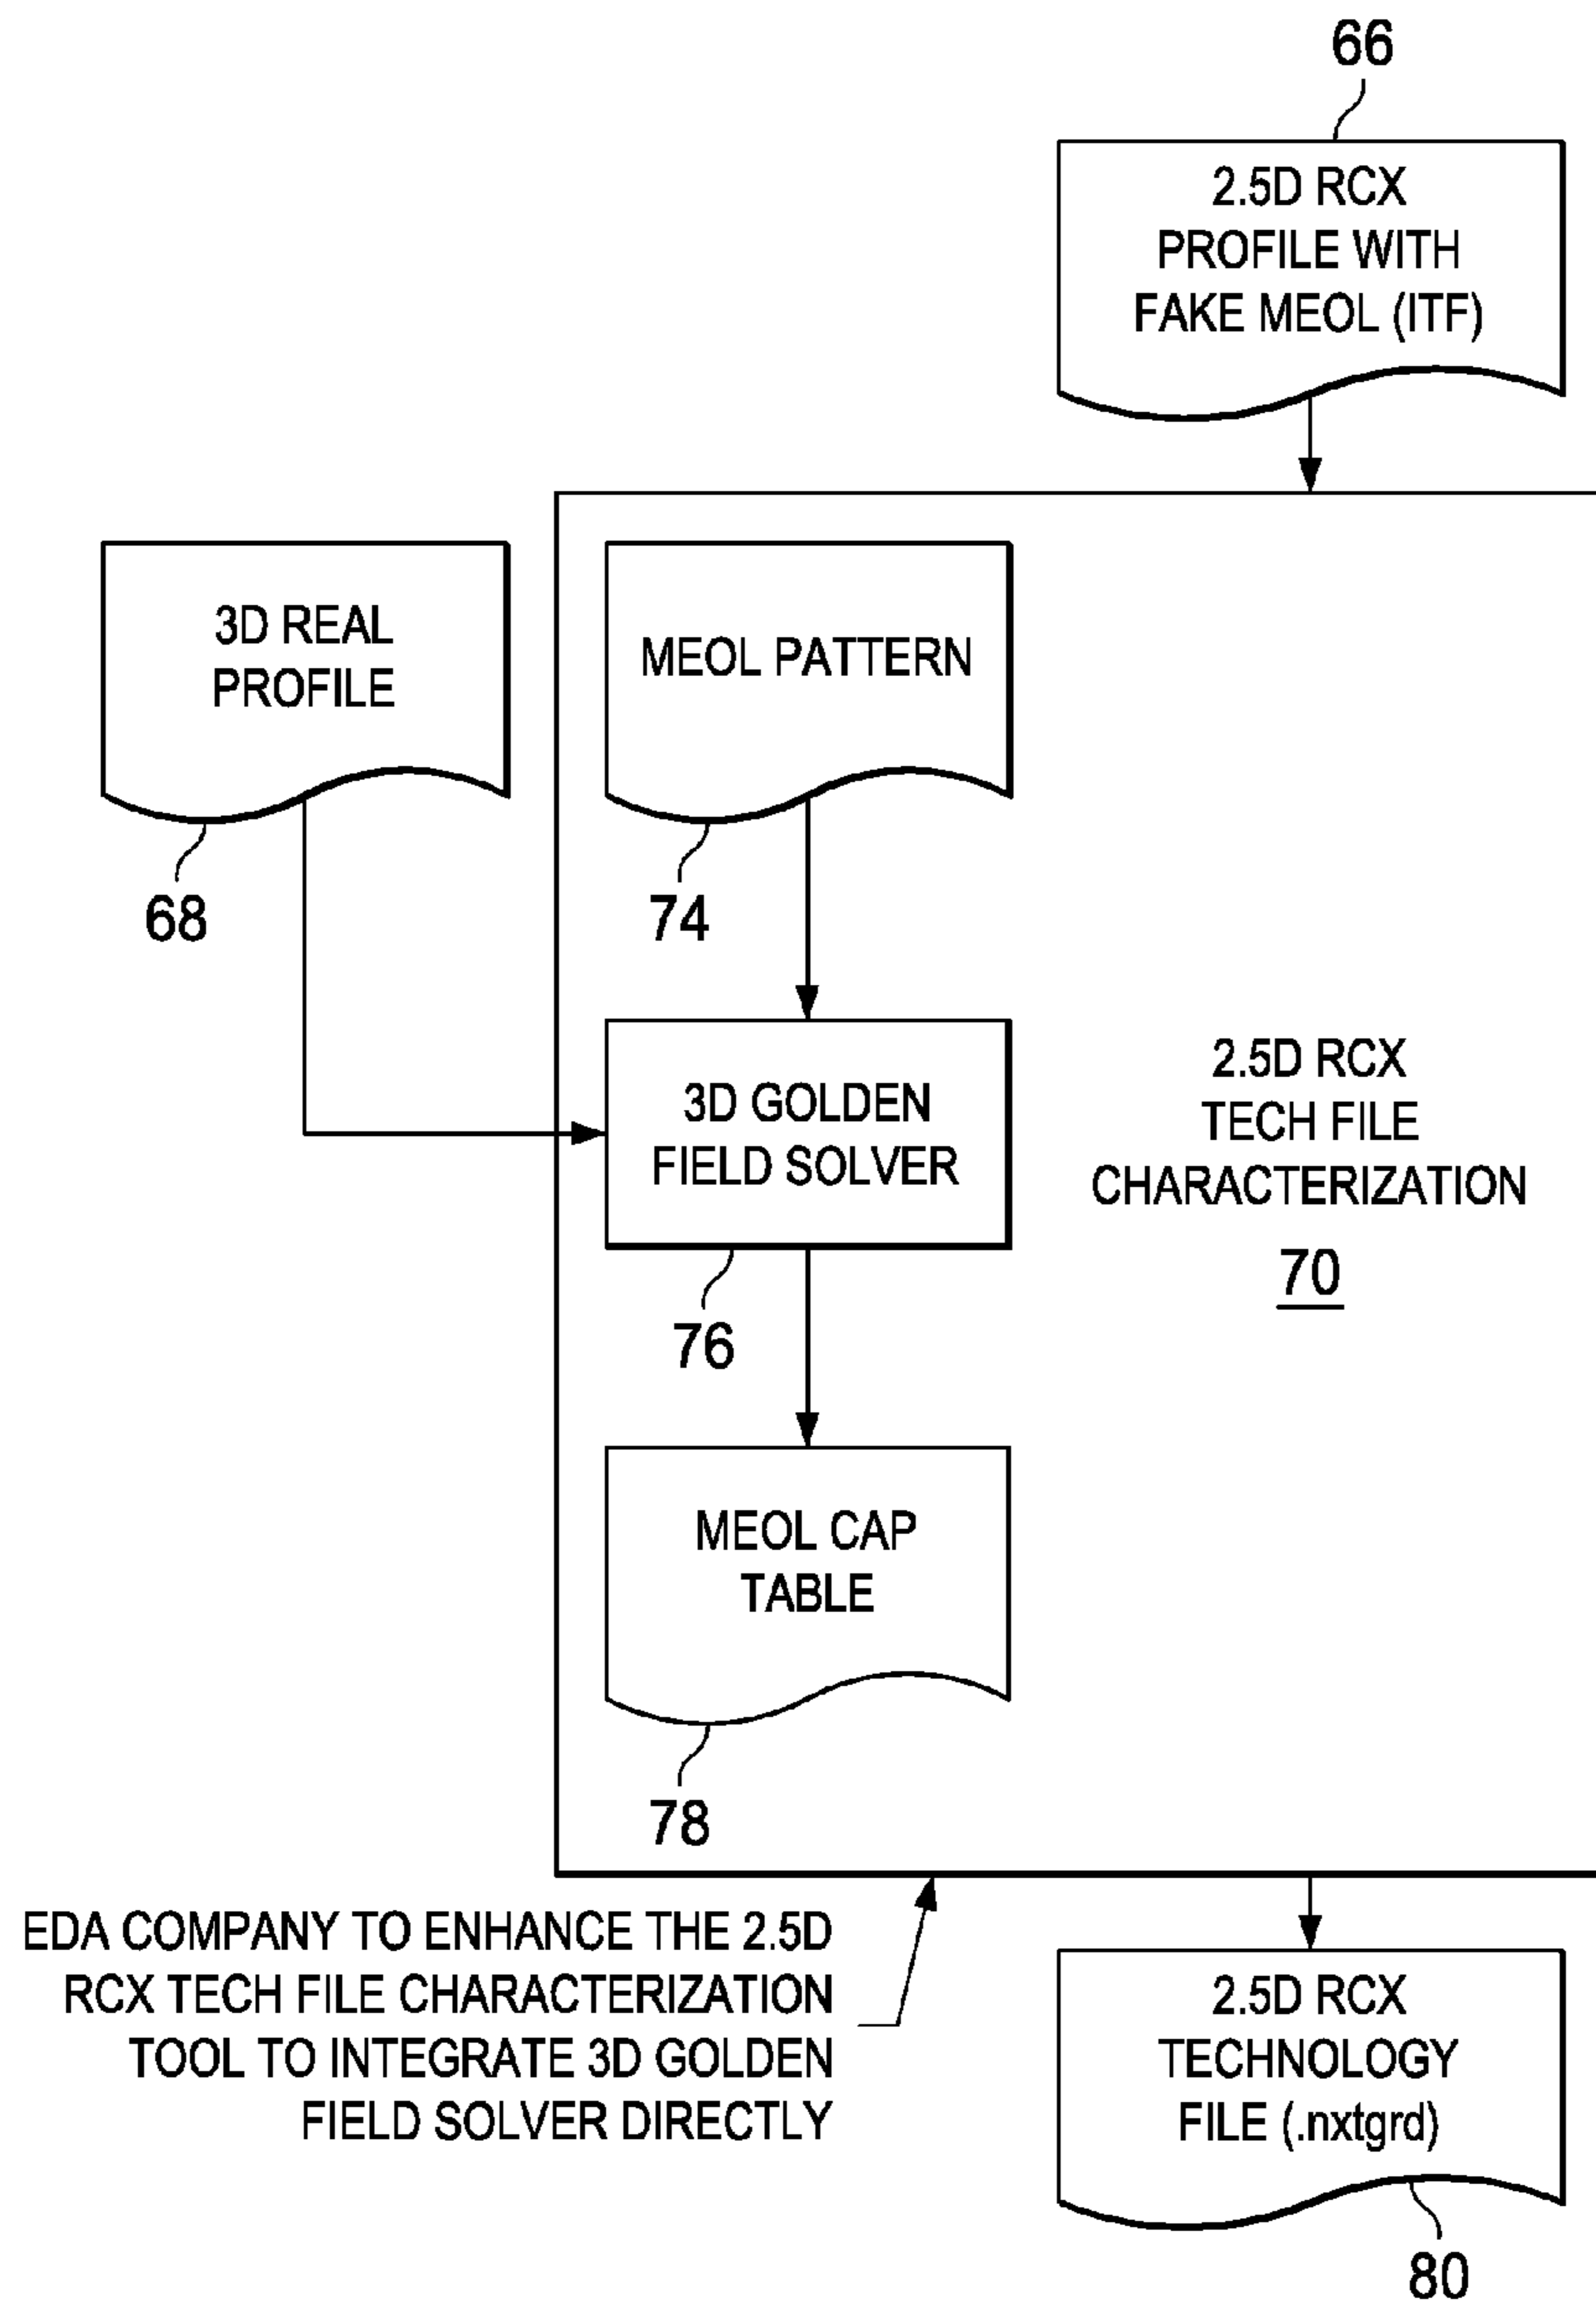 66
2.5D RCX
PROFILE WITH
FAKE MEOL (ITF)
3D REAL
PROFILE
68
MEOL PATTERN
74
3D GOLDEN
FIELD SOLVER
76
2.5D RCX
TECH FILE
CHARACTERIZATION
70
MEOL CAP
TABLE
78
EDA COMPANY TO ENHANCE THE 2.5D
RCX TECH FILE CHARACTERIZATION
TOOL TO INTEGRATE 3D GOLDEN
FIELD SOLVER DIRECTLY
2.5D RCX
TECHNOLOGY
FILE (.nxtgrd)
80